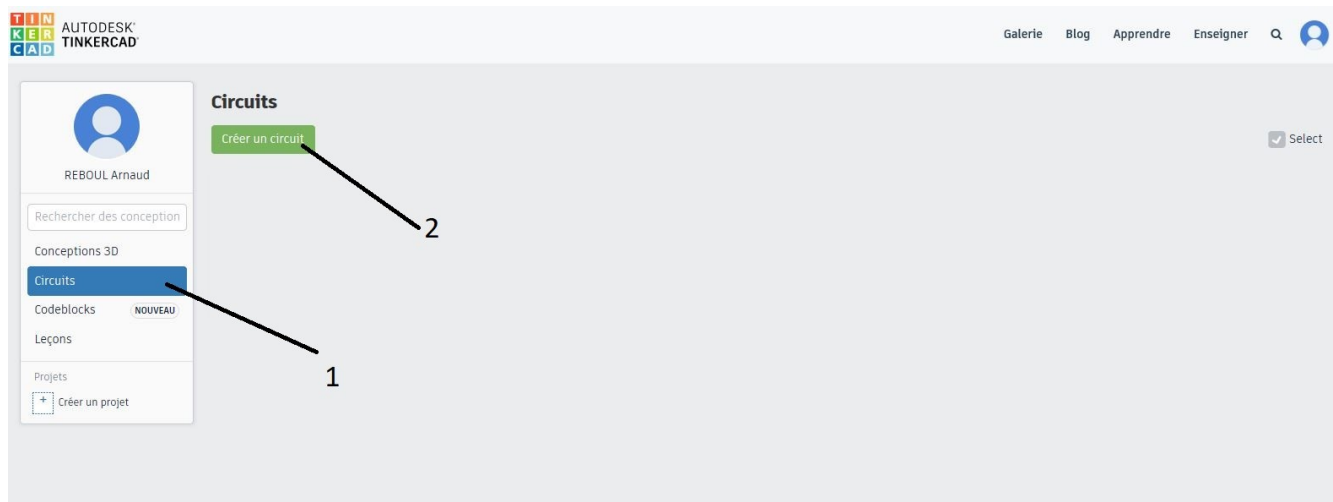 TIN
KER
CAD
AUTODESK®
TINKERCAD®
Galerie Blog Apprendre Enseigner
REBOUL Arnaud
Rechercher des conception
Conceptions 3D
Circuits
Codeblocks NOUVEAU
Leçons
Projets
+ Créer un projet
Circuits
Créer un circuit
Select
2
1